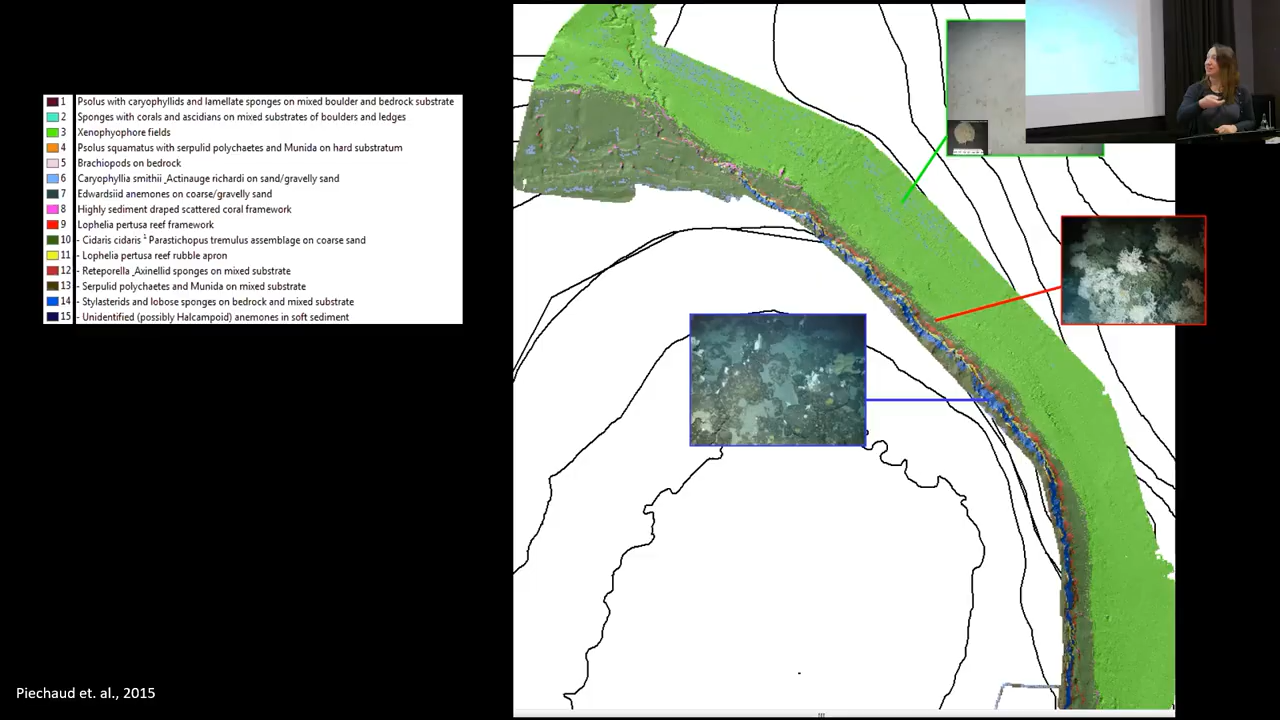 1 Psolus with caryophyllids and lamellate sponges on mixed boulder and bedrock substrate
2 Sponges with corals and ascidians on mixed substrates of boulders and ledges
3 Xenophyophore fields
4 Psolus squamatus with serpulid polychaetes and Munida on hard substratum
5 Brachiopods on bedrock
6 Caryophyllia smithii ,Actinauge richardi on sand/gravelly sand
7 Edwardsiid anemones on coarse/gravelly sand
8 Highly sediment draped scattered coral framework
9 Lophelia pertusa reef framework
10 - Cidaris cidaris ¹ Parastichopus tremulus assemblage on coarse sand
11 - Lophelia pertusa reef rubble apron
12 - Reteporella ,Axinellid sponges on mixed substrate
13 - Serpulid polychaetes and Munida on mixed substrate
14 - Stylasterids and lobose sponges on bedrock and mixed substrate
15 - Unidentified (possibly Halcampoid) anemones in soft sediment
Piechaud et. al., 2015